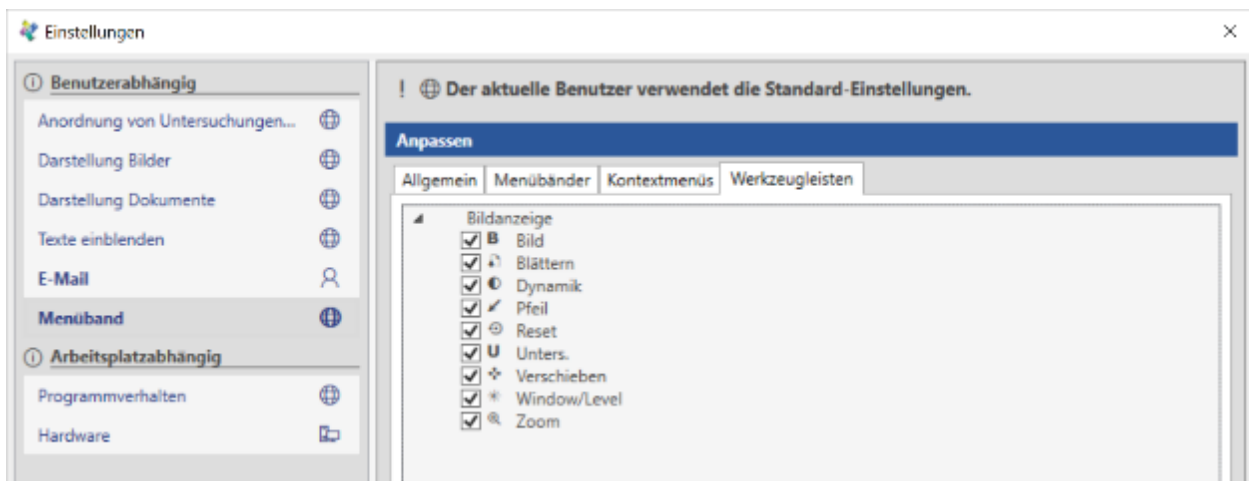 Einstellungen
Benutzerabhängig
Anordnung von Untersuchungen...
Darstellung Bilder
Darstellung Dokumente
Texte einblenden
E-Mail
Menüband
Arbeitsplatzabhängig
Programmverhalten
Hardware
! Der aktuelle Benutzer verwendet die Standard-Einstellungen.
Anpassen
Allgemein Menübänder Kontextmenüs Werkzeugleisten
Bildanzeige
B Bild
Blättern
Dynamik
Pfeil
Reset
U Unters.
Verschieben
Window/Level
Zoom